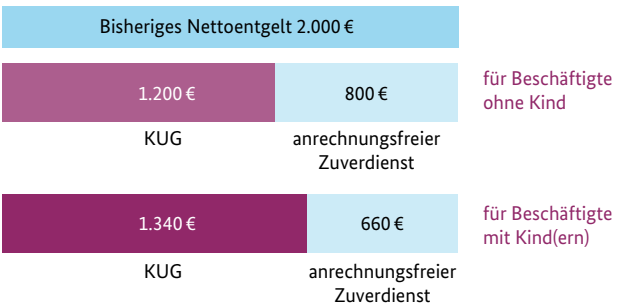 Bisheriges Nettoentgelt 2.000 €
1.200 €
800 €
für Beschäftigte
ohne Kind
KUG
anrechnungsfreier
Zuverdienst
1.340 €
660 €
für Beschäftigte
mit Kind(ern)
KUG
anrechnungsfreier
Zuverdienst